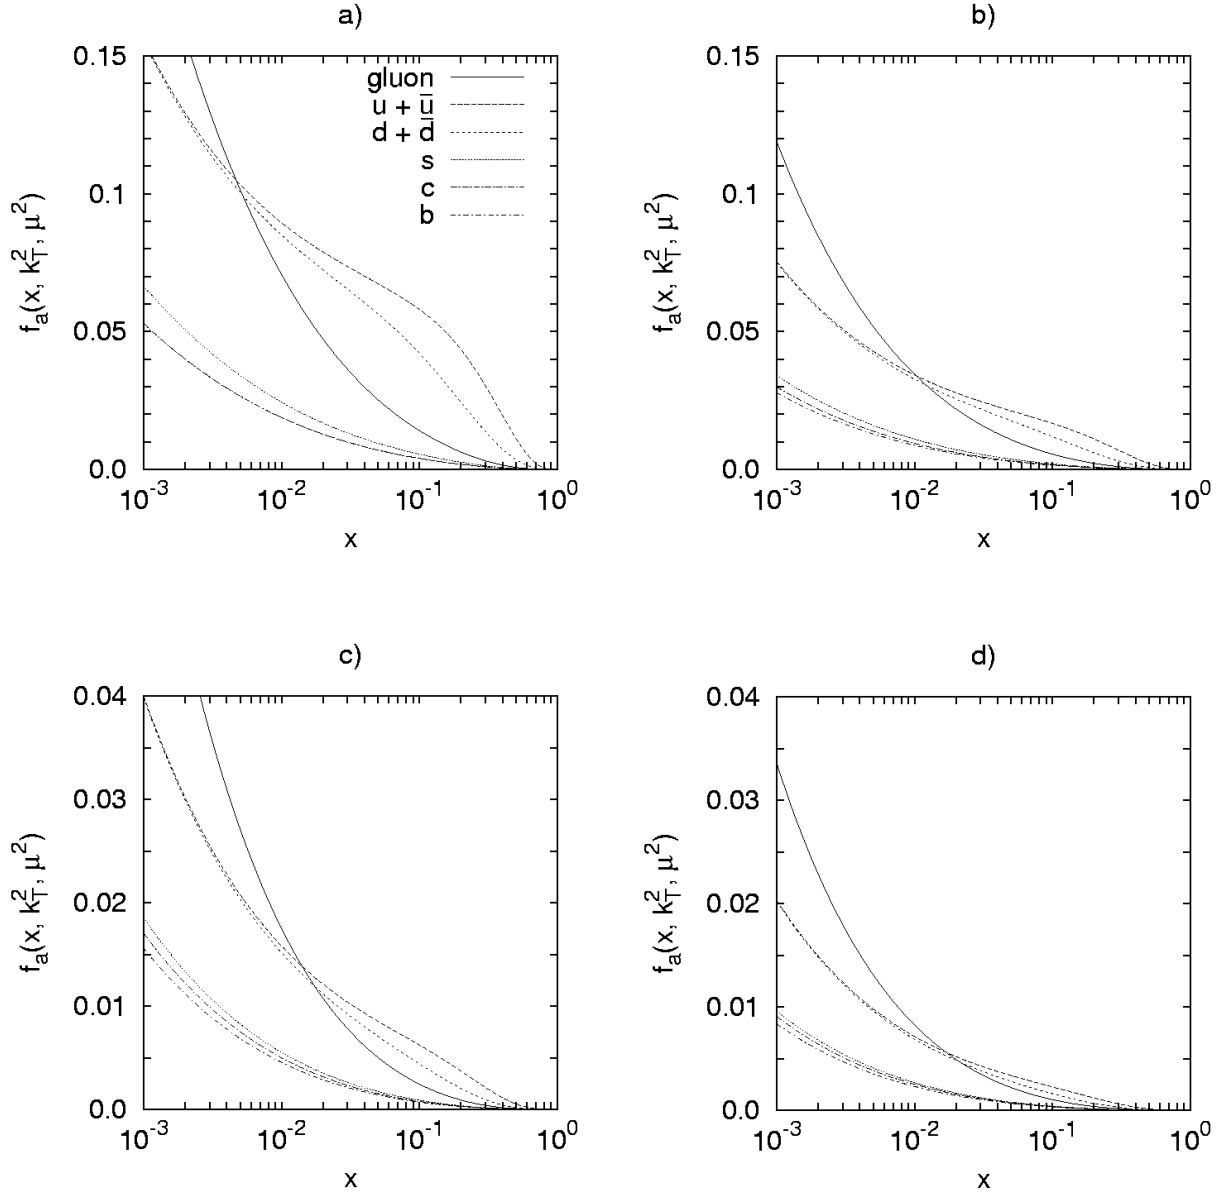 a)
0.15
0.1
0.05
0.0
10^-3
10^-2
10^-1
10^0
x
f_a(x, k_T^2, μ^2)
gluon
u + ū
d + d̄
s
c
b
b)
0.15
0.1
0.05
0.0
10^-3
10^-2
10^-1
10^0
x
f_a(x, k_T^2, μ^2)
c)
0.04
0.03
0.02
0.01
0.0
10^-3
10^-2
10^-1
10^0
x
f_a(x, k_T^2, μ^2)
d)
0.04
0.03
0.02
0.01
0.0
10^-3
10^-2
10^-1
10^0
x
f_a(x, k_T^2, μ^2)